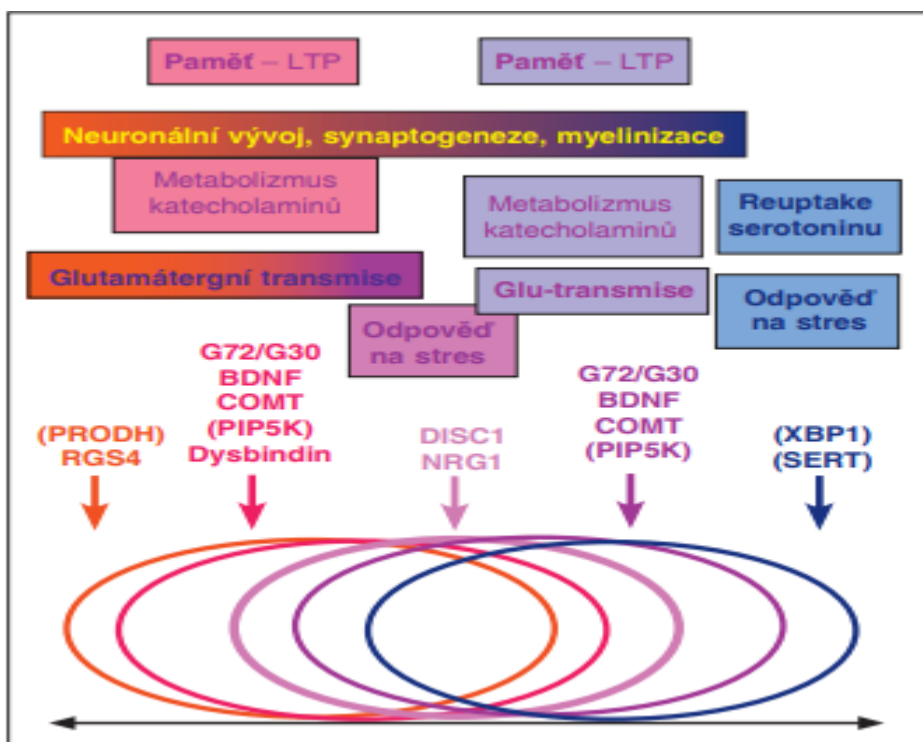 Paměť – LTP
Paměť – LTP
Neuronální vývoj, synaptogeneze, myelinizace
Metabolizmus
katecholaminů
Metabolizmus
katecholaminů
Reuptake
serotoninu
Glutamátergní transmise
Glu-transmise
Odpověď
na stres
Odpověď
na stres
(PRODH)
RGS4
G72/G30
BDNF
COMT
(PIP5K)
Dysbindin
DISC1
NRG1
G72/G30
BDNF
COMT
(PIP5K)
(XBP1)
(SERT)